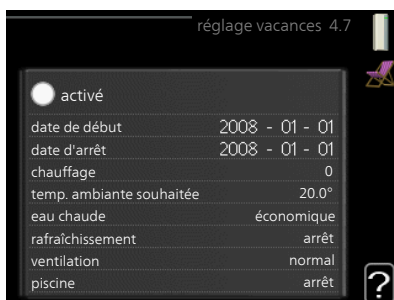 réglage vacances 4.7
activé
date de début 2008 - 01 - 01
date d'arrêt 2008 - 01 - 01
chauffage 0
temp. ambiante souhaitée 20.0°
eau chaude économique
rafraîchissement arrêt
ventilation normal
piscine arrêt
?